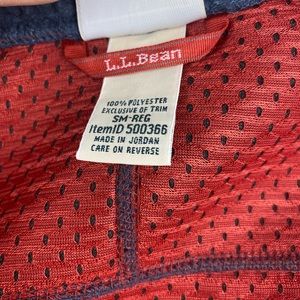 L.L.Bean
100% POLYESTER
EXCLUSIVE OF TRIM
SM-REG
ItemID 500366
MADE IN JORDAN
CARE ON REVERSE